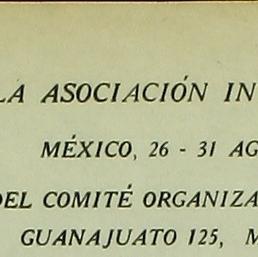 LA ASOCIACIÓN IN
MÉXICO, 26 - 31 AG
DEL COMITÉ ORGANIZA
GUANAJUATO 125, M